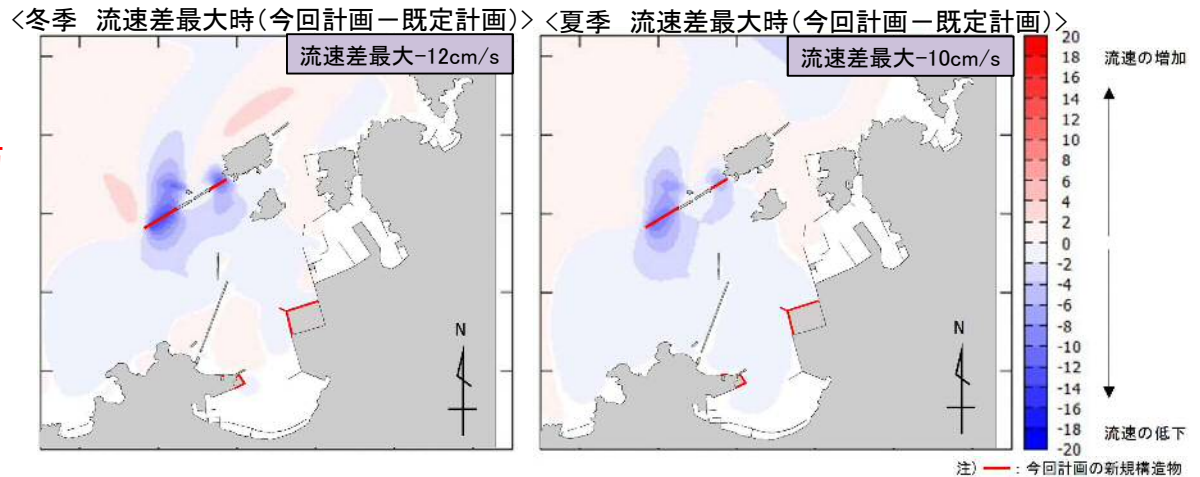 <冬季 流速差最大時(今回計画－既定計画)>
流速差最大-12cm/s
N
<夏季 流速差最大時(今回計画－既定計画)>
流速差最大-10cm/s
N
20
18
16
14
12
10
8
6
4
2
0
-2
-4
-6
-8
-10
-12
-14
-16
-18
-20
流速の増加
流速の低下
注) ━━ : 今回計画の新規構造物